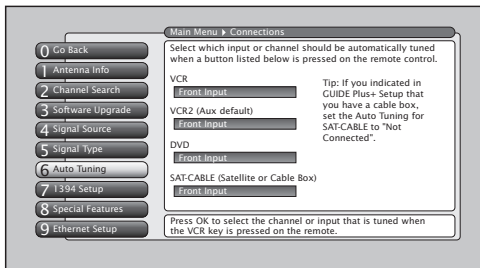 Main Menu ▸ Connections
0 Go Back
1 Antenna Info
2 Channel Search
3 Software Upgrade
4 Signal Source
5 Signal Type
6 Auto Tuning
7 1394 Setup
8 Special Features
9 Ethernet Setup
Select which input or channel should be automatically tuned
when a button listed below is pressed on the remote control.
VCR
Front Input
VCR2 (Aux default)
Front Input
DVD
Front Input
SAT-CABLE (Satellite or Cable Box)
Front Input
Tip: If you indicated in
GUIDE Plus+ Setup that
you have a cable box,
set the Auto Tuning for
SAT-CABLE to "Not
Connected".
Press OK to select the channel or input that is tuned when
the VCR key is pressed on the remote.